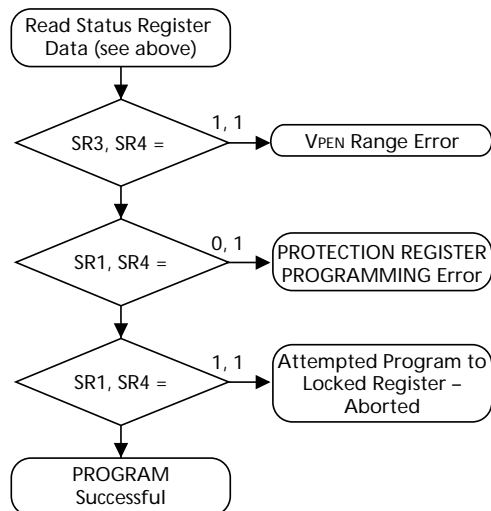 Read Status Register
Data (see above)
1, 1
SR3, SR4 =
VPEN Range Error
0, 1
SR1, SR4 =
PROTECTION REGISTER
PROGRAMMING Error
1, 1
SR1, SR4 =
Attempted Program to
Locked Register –
Aborted
PROGRAM
Successful